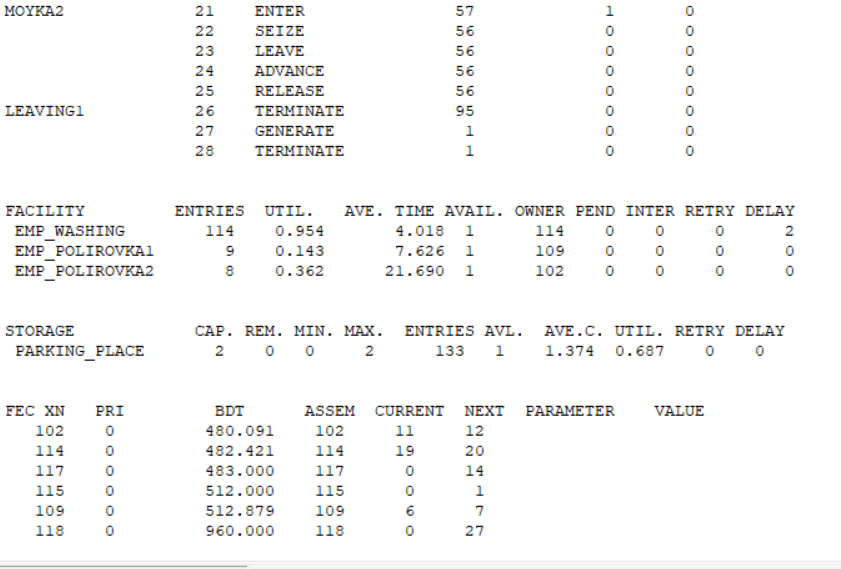 MOYKA2 21 ENTER 57 1 0
22 SEIZE 56 0 0
23 LEAVE 56 0 0
24 ADVANCE 56 0 0
25 RELEASE 56 0 0
LEAVING1 26 TERMINATE 95 0 0
27 GENERATE 1 0 0
28 TERMINATE 1 0 0
FACILITY ENTRIES UTIL. AVE. TIME AVAIL. OWNER PEND INTER RETRY DELAY
EMP_WASHING 114 0.954 4.018 1 114 0 0 0 2
EMP_POLIROVKA1 9 0.143 7.626 1 109 0 0 0 0
EMP_POLIROVKA2 8 0.362 21.690 1 102 0 0 0 0
STORAGE CAP. REM. MIN. MAX. ENTRIES AVL. AVE.C. UTIL. RETRY DELAY
PARKING_PLACE 2 0 0 2 133 1 1.374 0.687 0 0
FEC XN PRI BDT ASSEM CURRENT NEXT PARAMETER VALUE
102 0 480.091 102 11 12
114 0 482.421 114 19 20
117 0 483.000 117 0 14
115 0 512.000 115 0 1
109 0 512.879 109 6 7
118 0 960.000 118 0 27